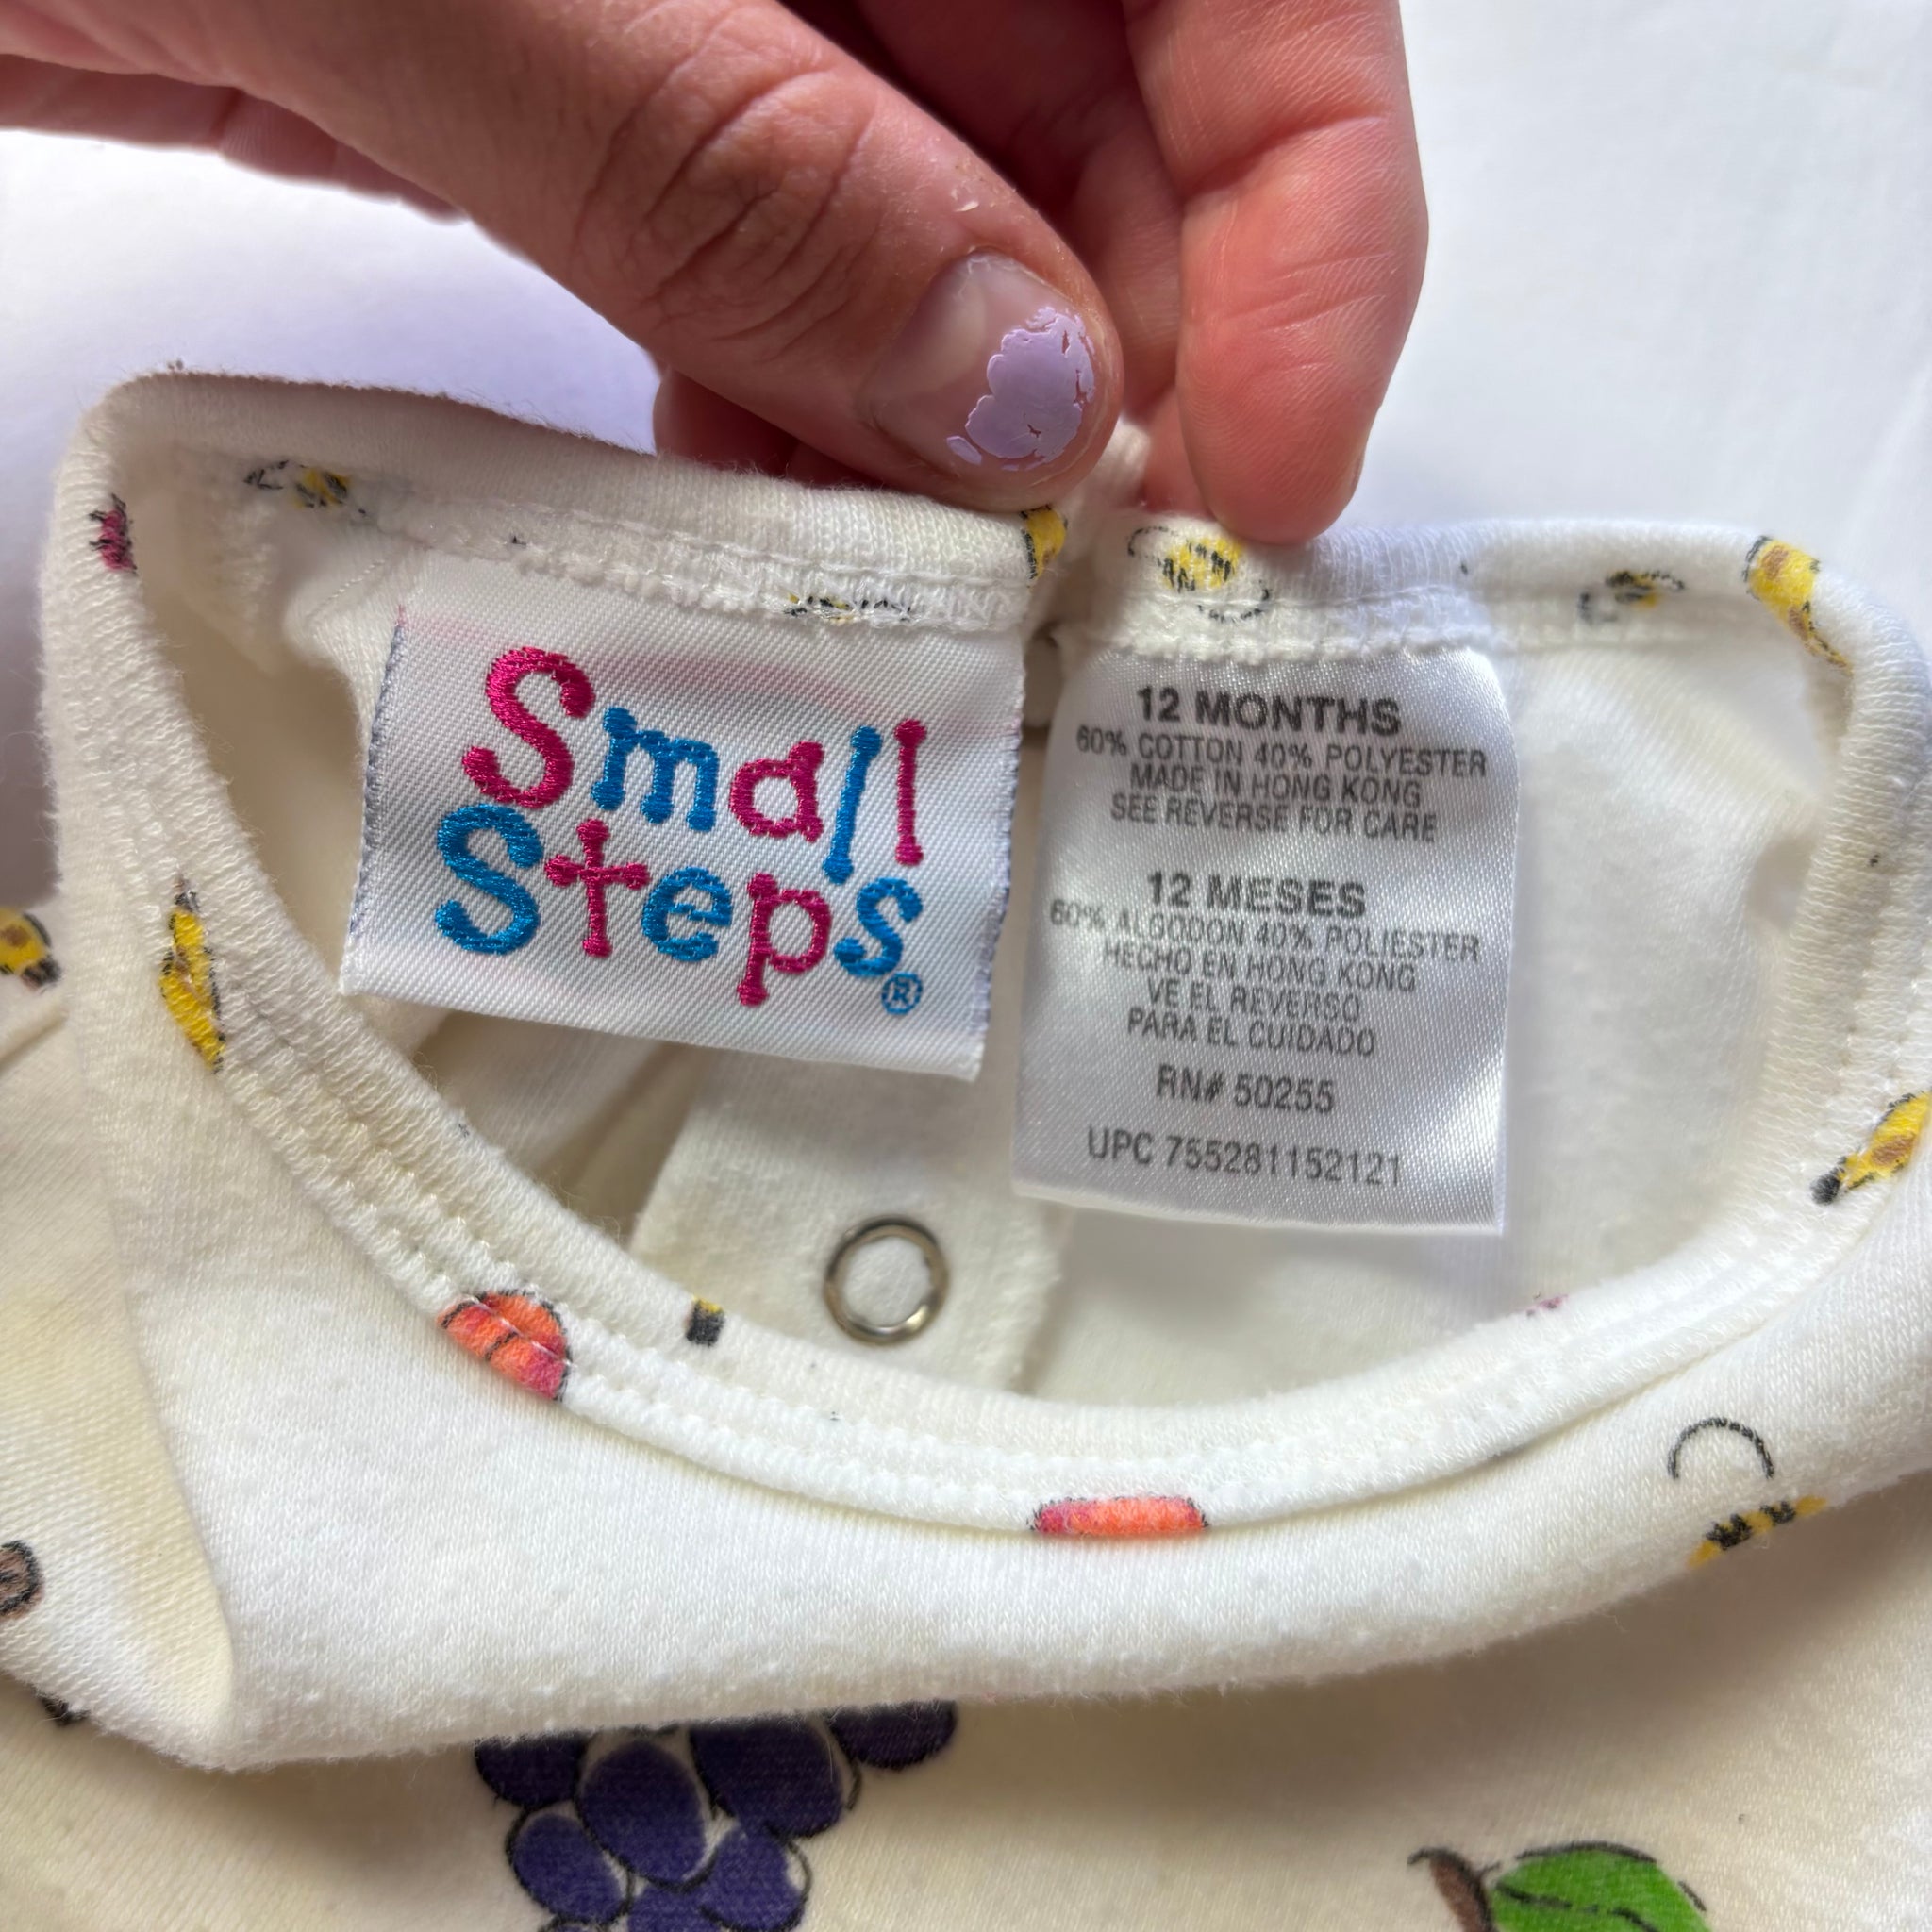 Small
Steps®
12 MONTHS
60% COTTON 40% POLYESTER
MADE IN HONG KONG
SEE REVERSE FOR CARE
12 MESES
60% ALGODON 40% POLIESTER
HECHO EN HONG KONG
VE EL REVERSO
PARA EL CUIDADO
RN# 50255
UPC 755281152121